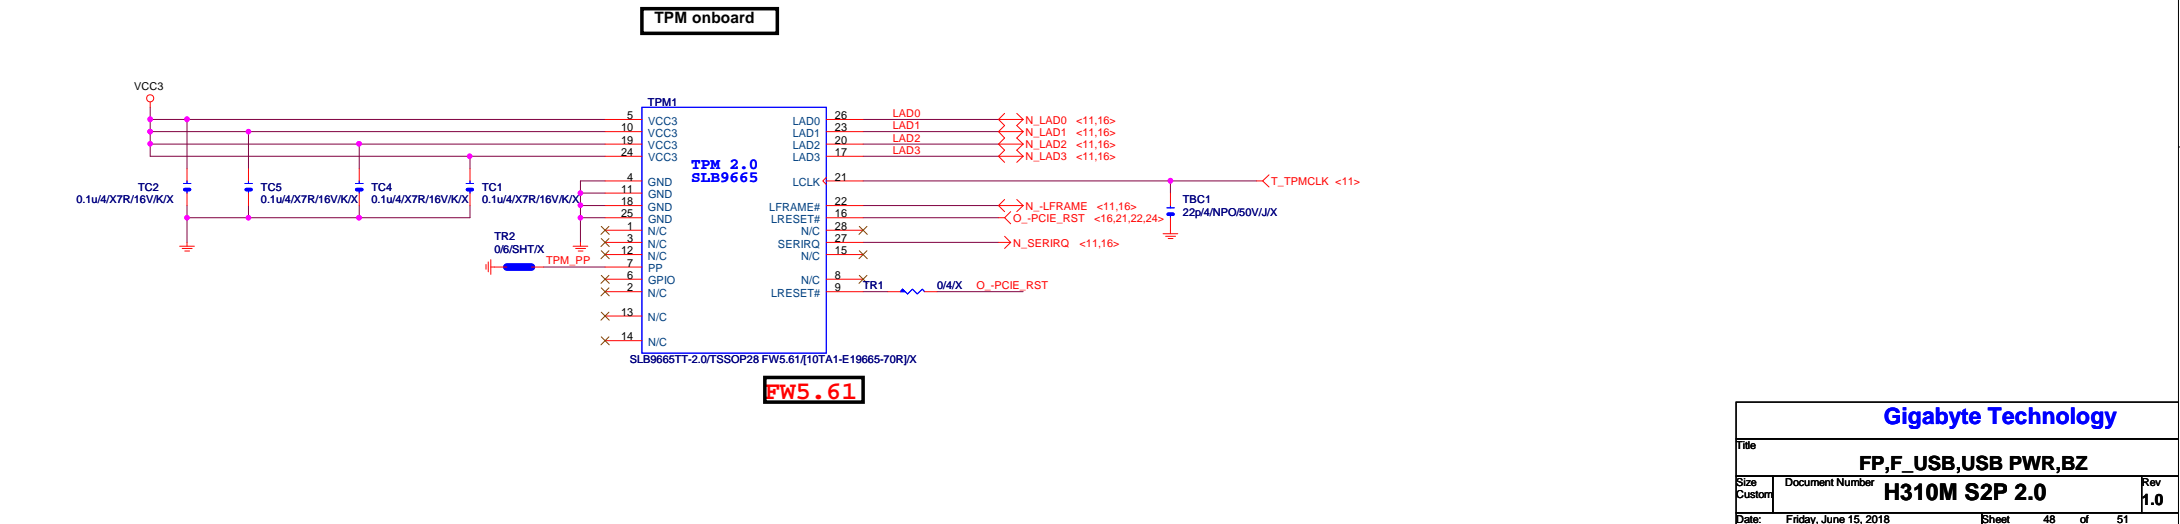 TPM onboard
VCC3
TPM1
5 VCC3 LAD0 26 LAD0 N_LAD0 <11,16>
10 VCC3 LAD1 23 LAD1 N_LAD1 <11,16>
19 VCC3 LAD2 20 LAD2 N_LAD2 <11,16>
24 VCC3 LAD3 17 LAD3 N_LAD3 <11,16>
TPM 2.0
SLB9665
4 GND LCLK 21 T_TPMCLK <11>
TC2 TC5 TC4 TC1
0.1u/4/X7R/16V/K/X 0.1u/4/X7R/16V/K/X 0.1u/4/X7R/16V/K/X 0.1u/4/X7R/16V/K/X
11 GND
TBC1
22p/4/NPO/50V/J/X
18 GND LFRAME# 22 N_-LFRAME <11,16>
25 GND LRESET# 16 O_-PCIE_RST <16,21,22,24>
1 N/C N/C 28
3 N/C SERIRQ 27 N_SERIRQ <11,16>
12 N/C N/C 15
TR2
0/6/SHT/X
TPM_PP 7 PP
6 GPIO N/C 8
2 N/C LRESET# 9 TR1 0/4/X O_-PCIE_RST
13 N/C
14 N/C
SLB9665TT-2.0/TSSOP28 FW5.61/[10TA1-E19665-70R]/X
FW5.61
Gigabyte Technology
Title
FP,F_USB,USB PWR,BZ
Size Document Number Rev
Custom H310M S2P 2.0 1.0
Date: Friday, June 15, 2018 Sheet 48 of 51